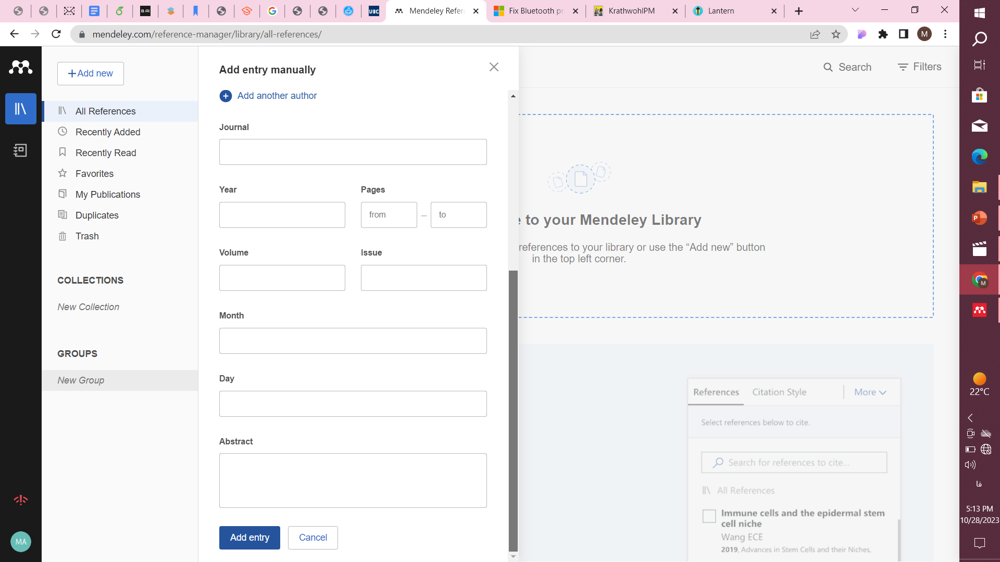 B AI
UBC
Mendeley Refer
Fix Bluetooth pr
KrathwohlPM
Lantern
mendeley.com/reference-manager/library/all-references/
M
Add new
All References
Recently Added
Recently Read
Favorites
My Publications
Duplicates
Trash
COLLECTIONS
New Collection
GROUPS
New Group
MA
Add entry manually
Add another author
Journal
Year
Pages
from – to
Volume
Issue
Month
Day
Abstract
Add entry
Cancel
Search
Filters
e to your Mendeley Library
references to your library or use the “Add new” button
in the top left corner.
References
Citation Style
More
Select references below to cite.
Search for references to cite...
All References
Immune cells and the epidermal stem
cell niche
Wang ECE
2019, Advances in Stem Cells and their Niches,
P
M
22°C
فا
5:13 PM
10/28/2023